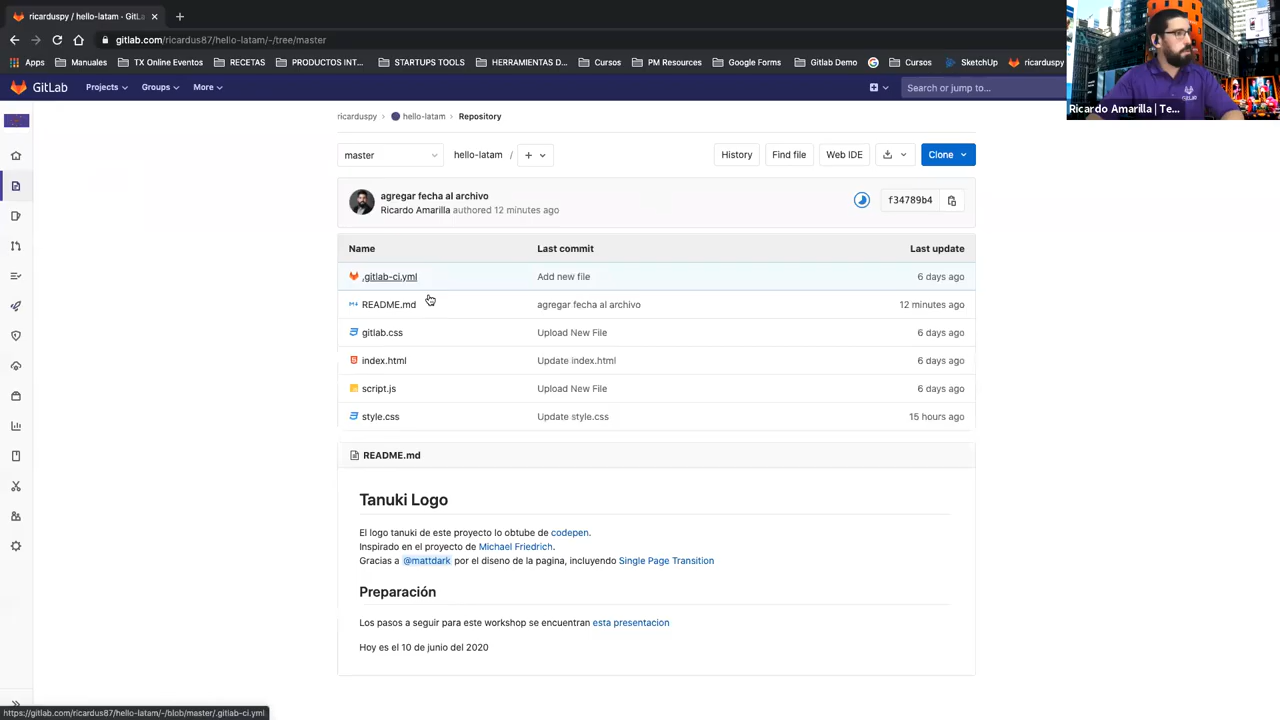 ricarduspy / hello-latam · GitLa
gitlab.com/ricardus87/hello-latam/-/tree/master
Apps Manuales TX Online Eventos RECETAS PRODUCTOS INT... STARTUPS TOOLS HERRAMIENTAS D... Cursos PM Resources Google Forms Gitlab Demo Cursos SketchUp ricarduspy
Ricardo Amarilla | Te...
GitLab Projects Groups More Search or jump to...
ricarduspy › hello-latam › Repository
master hello-latam / + History Find file Web IDE Clone
agregar fecha al archivo
Ricardo Amarilla authored 12 minutes ago
f34789b4
Name Last commit Last update
.gitlab-ci.yml Add new file 6 days ago
README.md agregar fecha al archivo 12 minutes ago
gitlab.css Upload New File 6 days ago
index.html Update index.html 6 days ago
script.js Upload New File 6 days ago
style.css Update style.css 15 hours ago
README.md
Tanuki Logo
El logo tanuki de este proyecto lo obtube de codepen.
Inspirado en el proyecto de Michael Friedrich.
Gracias a @mattdark por el diseno de la pagina, incluyendo Single Page Transition
Preparación
Los pasos a seguir para este workshop se encuentran esta presentacion
Hoy es el 10 de junio del 2020
https://gitlab.com/ricardus87/hello-latam/-/blob/master/.gitlab-ci.yml